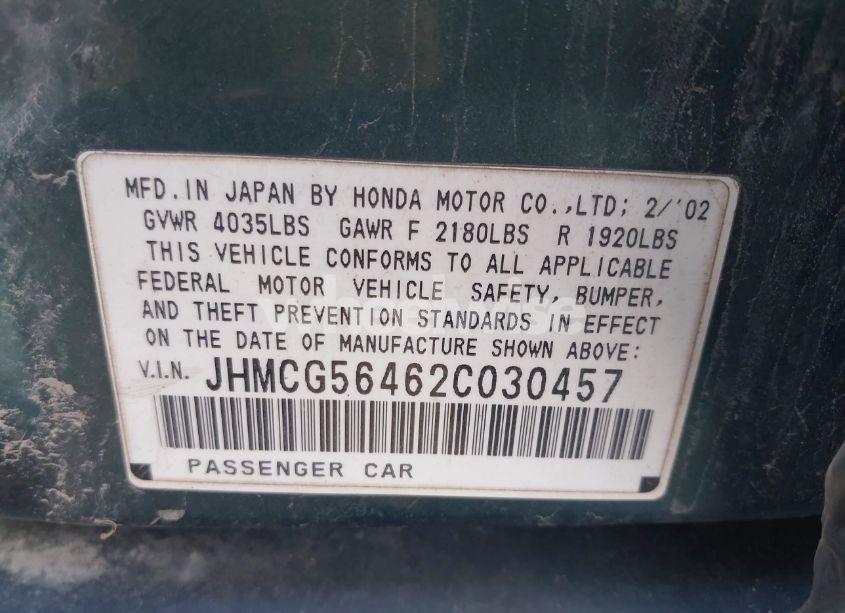 MFD.IN JAPAN BY HONDA MOTOR CO.,LTD; 2/'02
GVWR 4035LBS GAWR F 2180LBS R 1920LBS
THIS VEHICLE CONFORMS TO ALL APPLICABLE
FEDERAL MOTOR VEHICLE SAFETY, BUMPER,
AND THEFT PREVENTION STANDARDS IN EFFECT
ON THE DATE OF MANUFACTURE SHOWN ABOVE:
V.I.N. JHMCG56462C030457
PASSENGER CAR